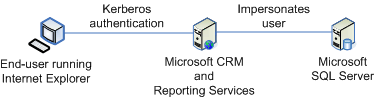 Kerberos
authentication
Impersonates
user
End-user running
Internet Explorer
Microsoft CRM
and
Reporting Services
Microsoft
SQL Server